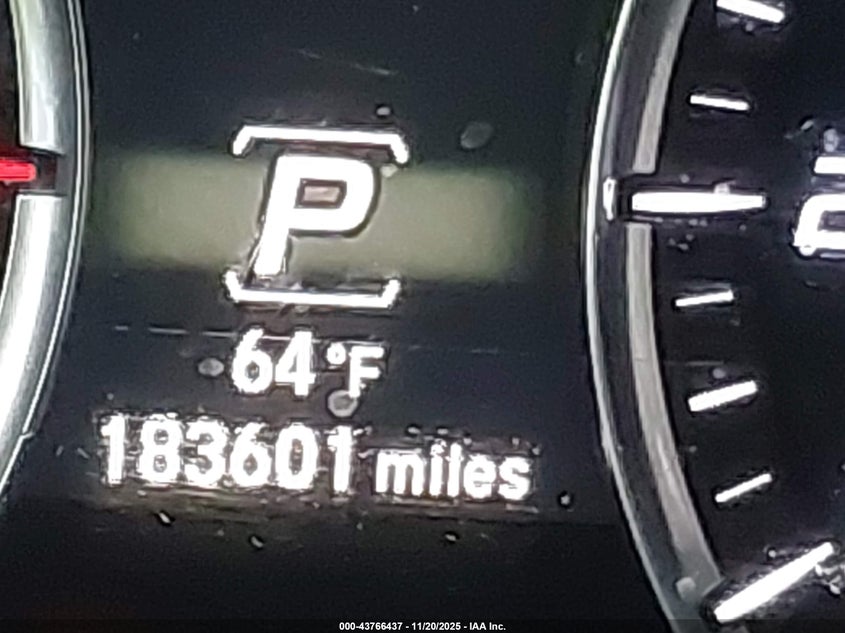 P
64°F
183601 miles
000-43766437 - 11/20/2025 - IAA Inc.